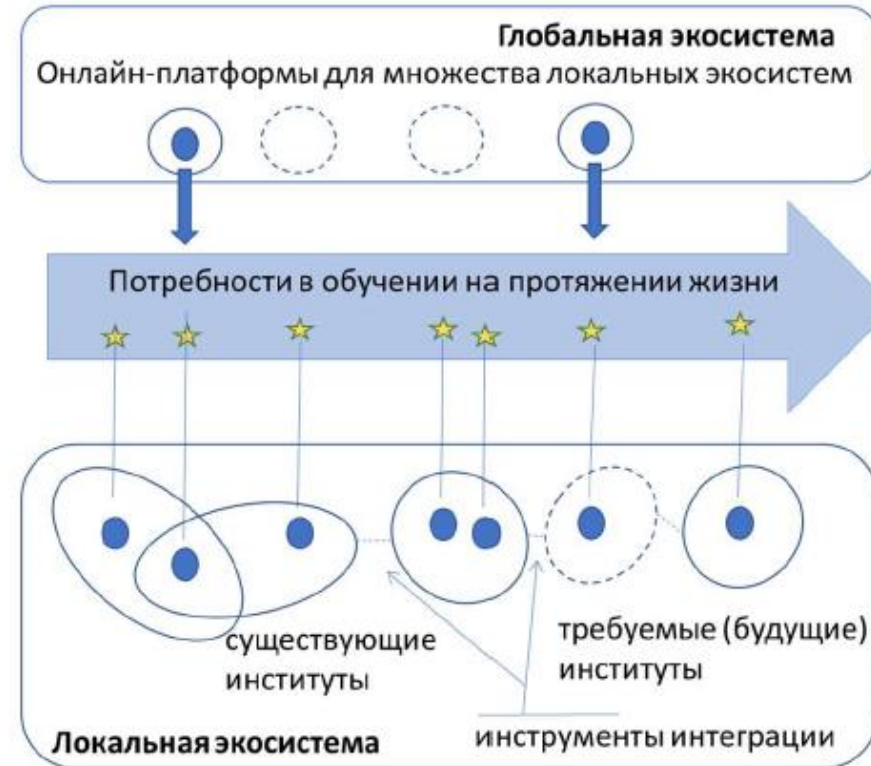 Глобальная экосистема
Онлайн-платформы для множества локальных экосистем
Потребности в обучении на протяжении жизни
существующие
институты
требуемые (будущие)
институты
инструменты интеграции
Локальная экосистема